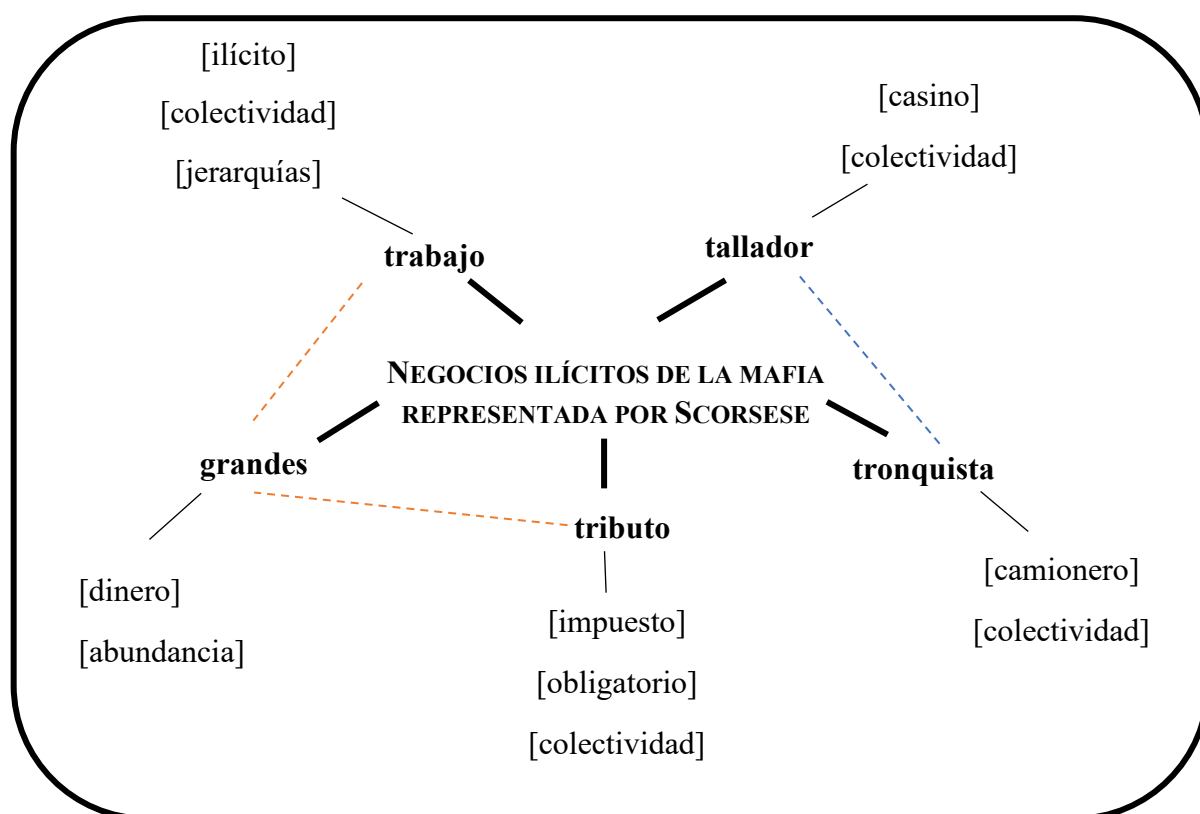 [ilícito]
[colectividad]
[jerarquías]
trabajo
[casino]
[colectividad]
tallador
NEGOCIOS ILÍCITOS DE LA MAFIA
REPRESENTADA POR SCORSESE
grandes
[dinero]
[abundancia]
tributo
[impuesto]
[obligatorio]
[colectividad]
tronquista
[camionero]
[colectividad]